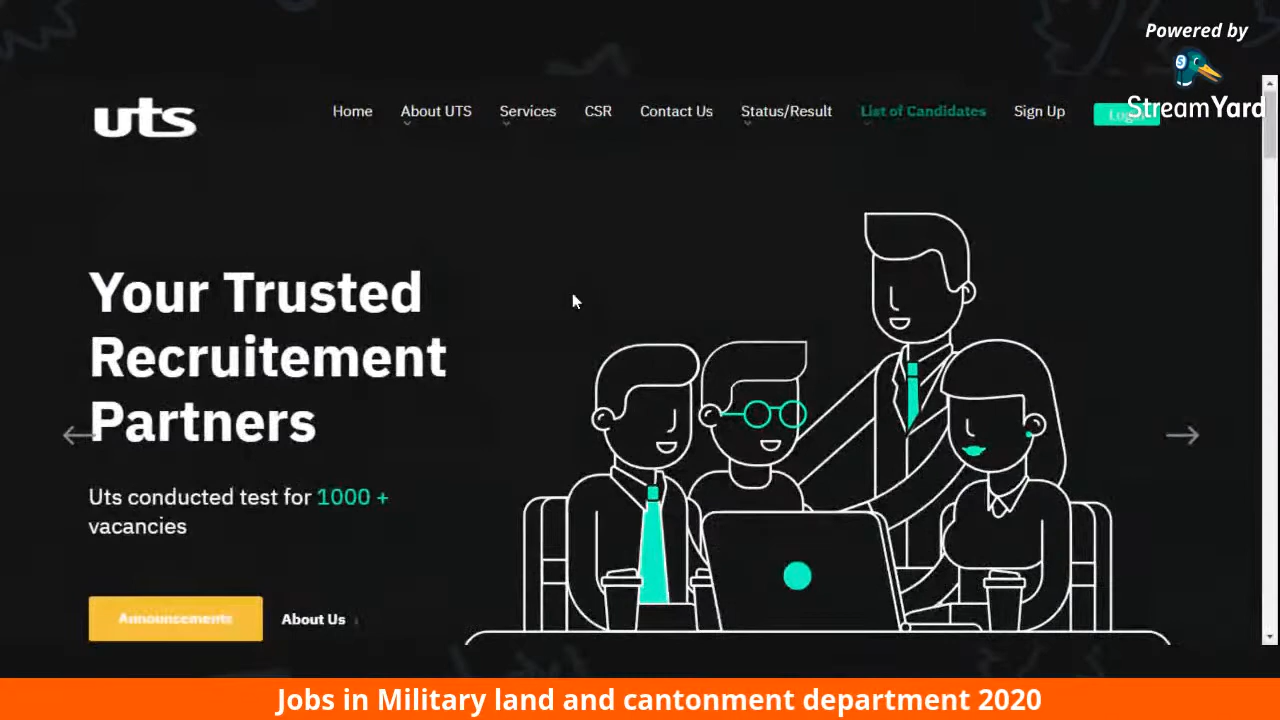 Powered by
StreamYard
uts
Home About UTS Services CSR Contact Us Status/Result List of Candidates Sign Up Login
Your Trusted
Recruitement
Partners
Uts conducted test for 1000 +
vacancies
Announcements About Us
Jobs in Military land and cantonment department 2020